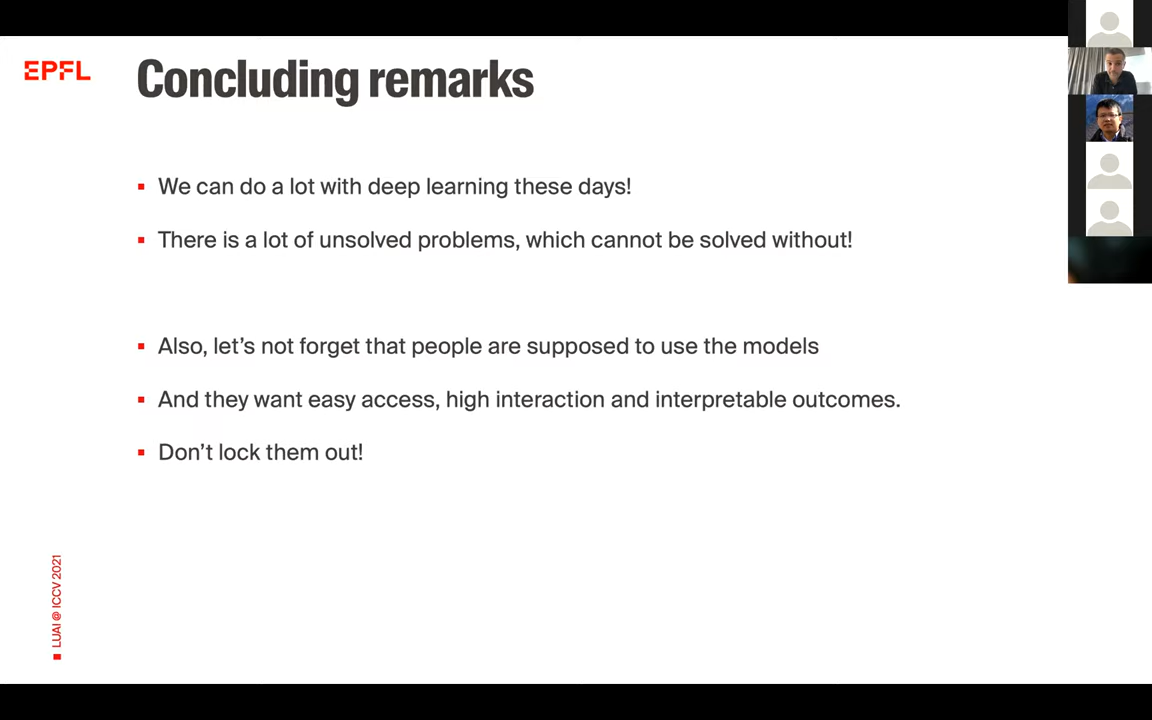 EPFL
Concluding remarks
We can do a lot with deep learning these days!
There is a lot of unsolved problems, which cannot be solved without!
Also, let’s not forget that people are supposed to use the models
And they want easy access, high interaction and interpretable outcomes.
Don’t lock them out!
LUAI @ ICCV 2021